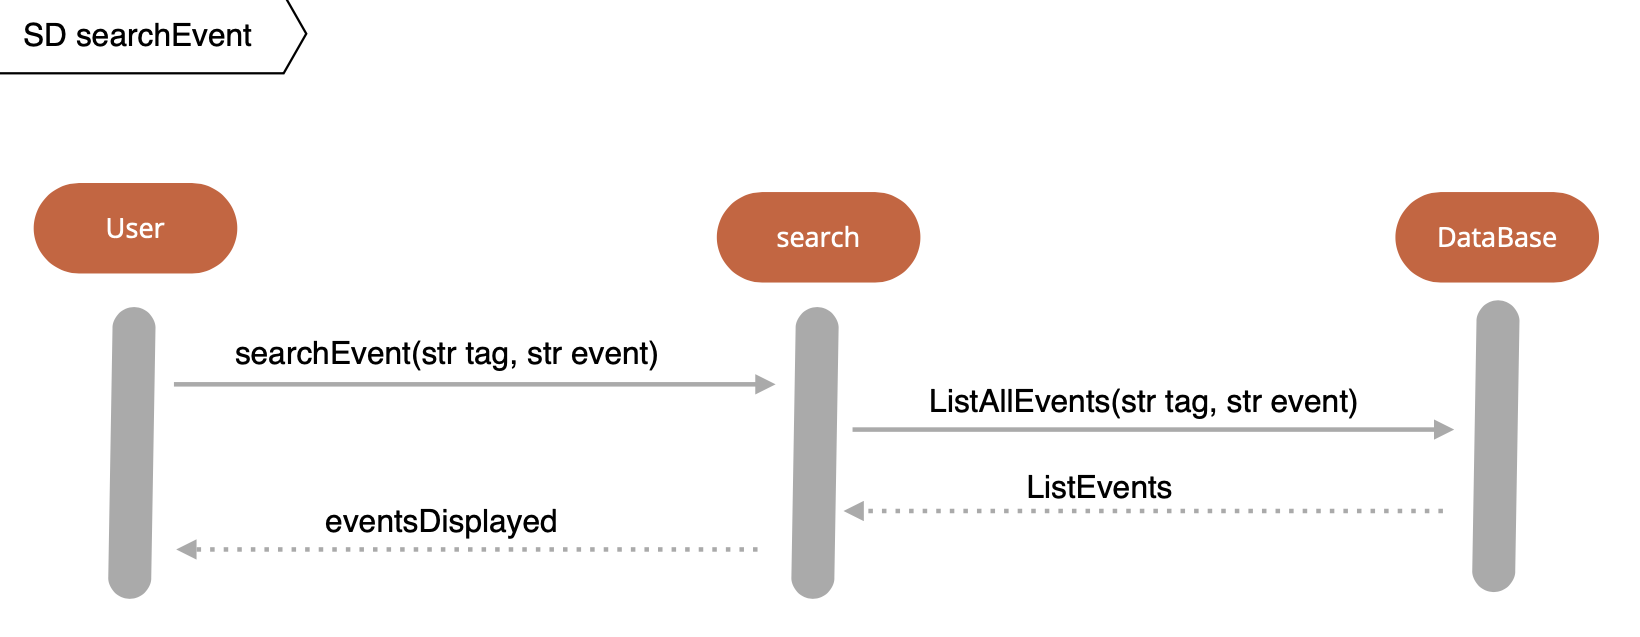 SD searchEvent
User
search
DataBase
searchEvent(str tag, str event)
ListAllEvents(str tag, str event)
ListEvents
eventsDisplayed